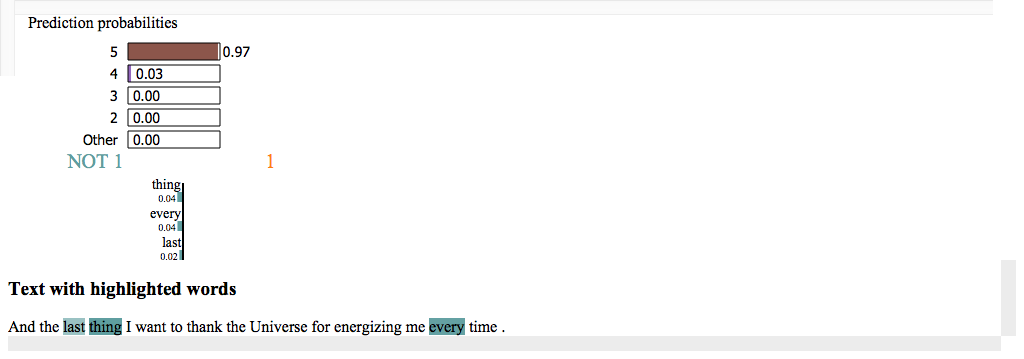 Prediction probabilities
5 0.97
4 0.03
3 0.00
2 0.00
Other 0.00
NOT 1 1
thing
0.04
every
0.04
last
0.02
Text with highlighted words
And the last thing I want to thank the Universe for energizing me every time .